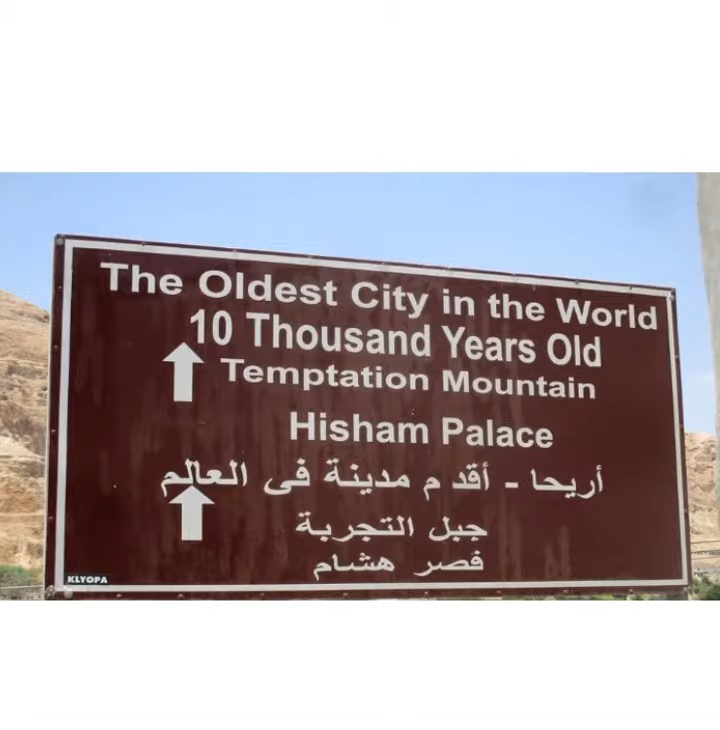 The Oldest City in the World
10 Thousand Years Old
Temptation Mountain
Hisham Palace
أريحا - أقدم مدينة فى العالم
جبل التجربة
قصر هشام
KLYOPA